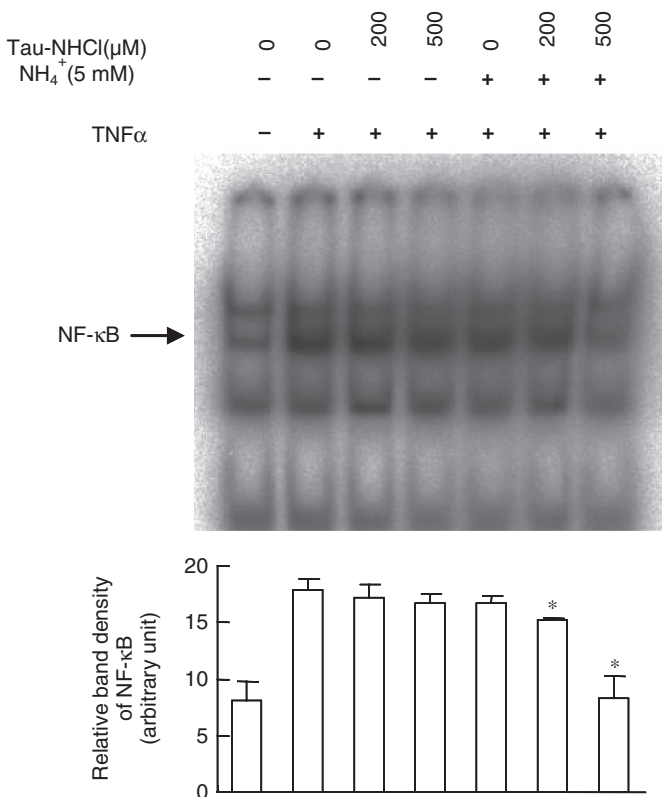 Tau-NHCl(μM) 0 0 200 500 0 200 500
NH₄⁺(5 mM) − − − − + + +
TNFα − + + + + + +
NF-κB
20
15
10
5
0
Relative band density
of NF-κB
(arbitrary unit)
*
*